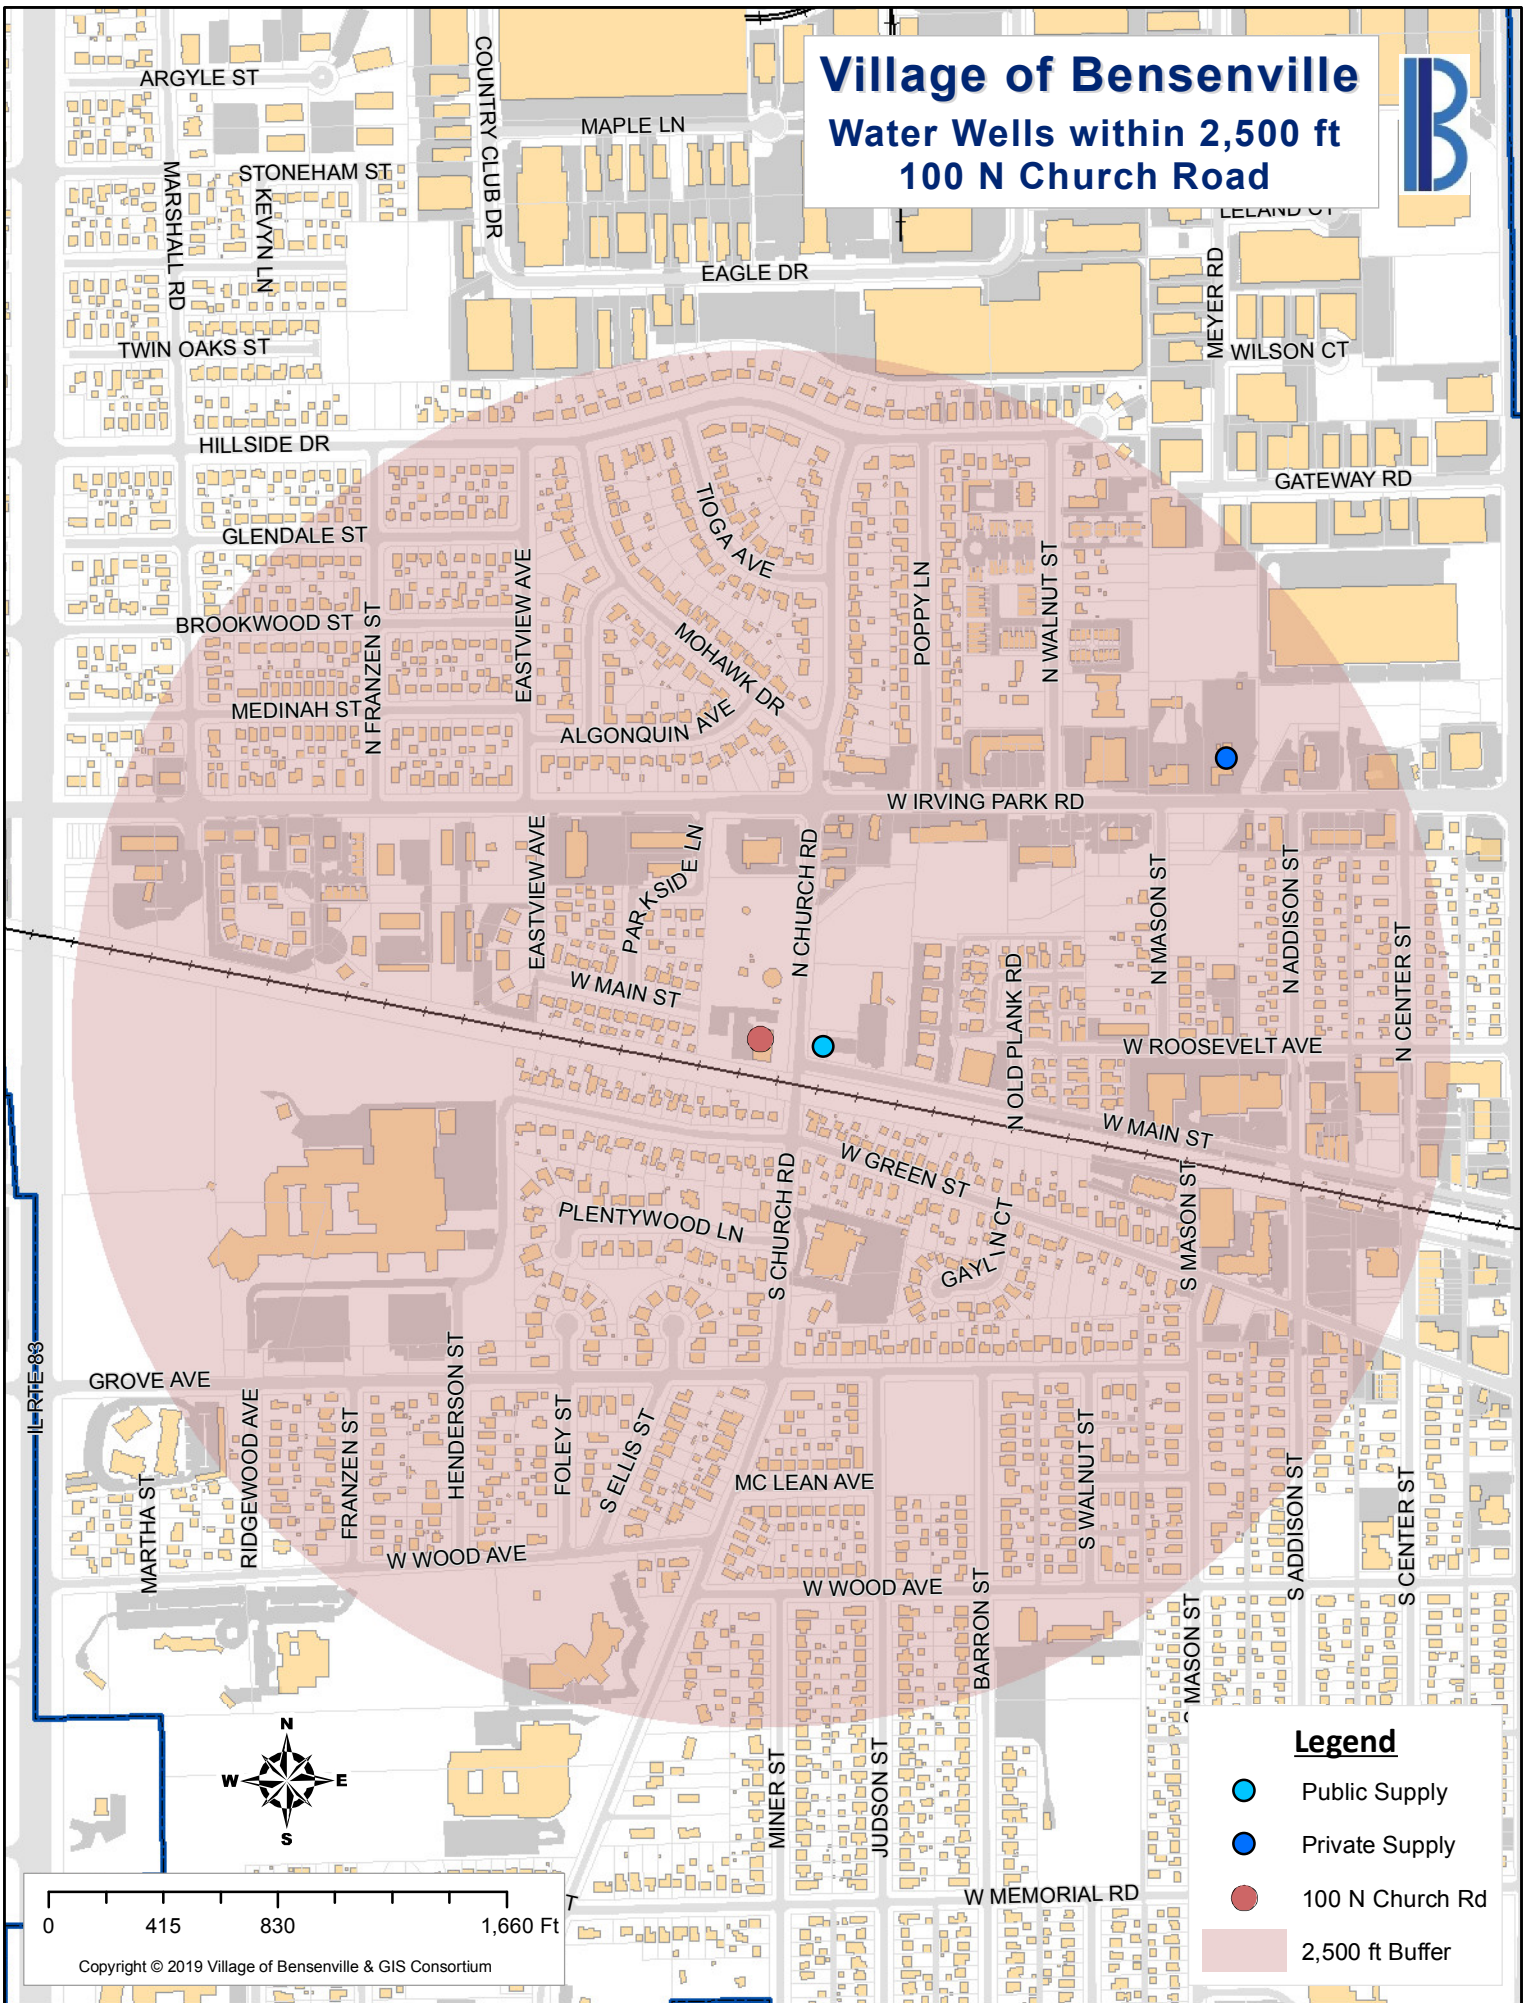 Village of Bensenville
Water Wells within 2,500 ft
100 N Church Road
B
ARGYLE ST
COUNTRY CLUB DR
MAPLE LN
STONEHAM ST
MARSHALL RD
KEVYN LN
LELAND CT
EAGLE DR
MEYER RD
TWIN OAKS ST
WILSON CT
HILLSIDE DR
GATEWAY RD
TIOGA AVE
GLENDALE ST
EASTVIEW AVE
POPPY LN
N WALNUT ST
BROOKWOOD ST
N FRANZEN ST
MOHAWK DR
MEDINAH ST
ALGONQUIN AVE
W IRVING PARK RD
EASTVIEW AVE
PARKSIDE LN
N CHURCH RD
N MASON ST
N ADDISON ST
N CENTER ST
W MAIN ST
N OLD PLANK RD
W ROOSEVELT AVE
W MAIN ST
W GREEN ST
S CHURCH RD
S MASON ST
PLENTYWOOD LN
GAYLIN CT
IL RTE 83
GROVE AVE
RIDGEWOOD AVE
FRANZEN ST
HENDERSON ST
FOLEY ST
S ELLIS ST
MC LEAN AVE
S WALNUT ST
MARTHA ST
S ADDISON ST
S CENTER ST
W WOOD AVE
W WOOD AVE
BARRON ST
S MASON ST
N
W E
S
MINER ST
JUDSON ST
W MEMORIAL RD
T
Legend
Public Supply
Private Supply
100 N Church Rd
2,500 ft Buffer
0 415 830 1,660 Ft
Copyright © 2019 Village of Bensenville & GIS Consortium